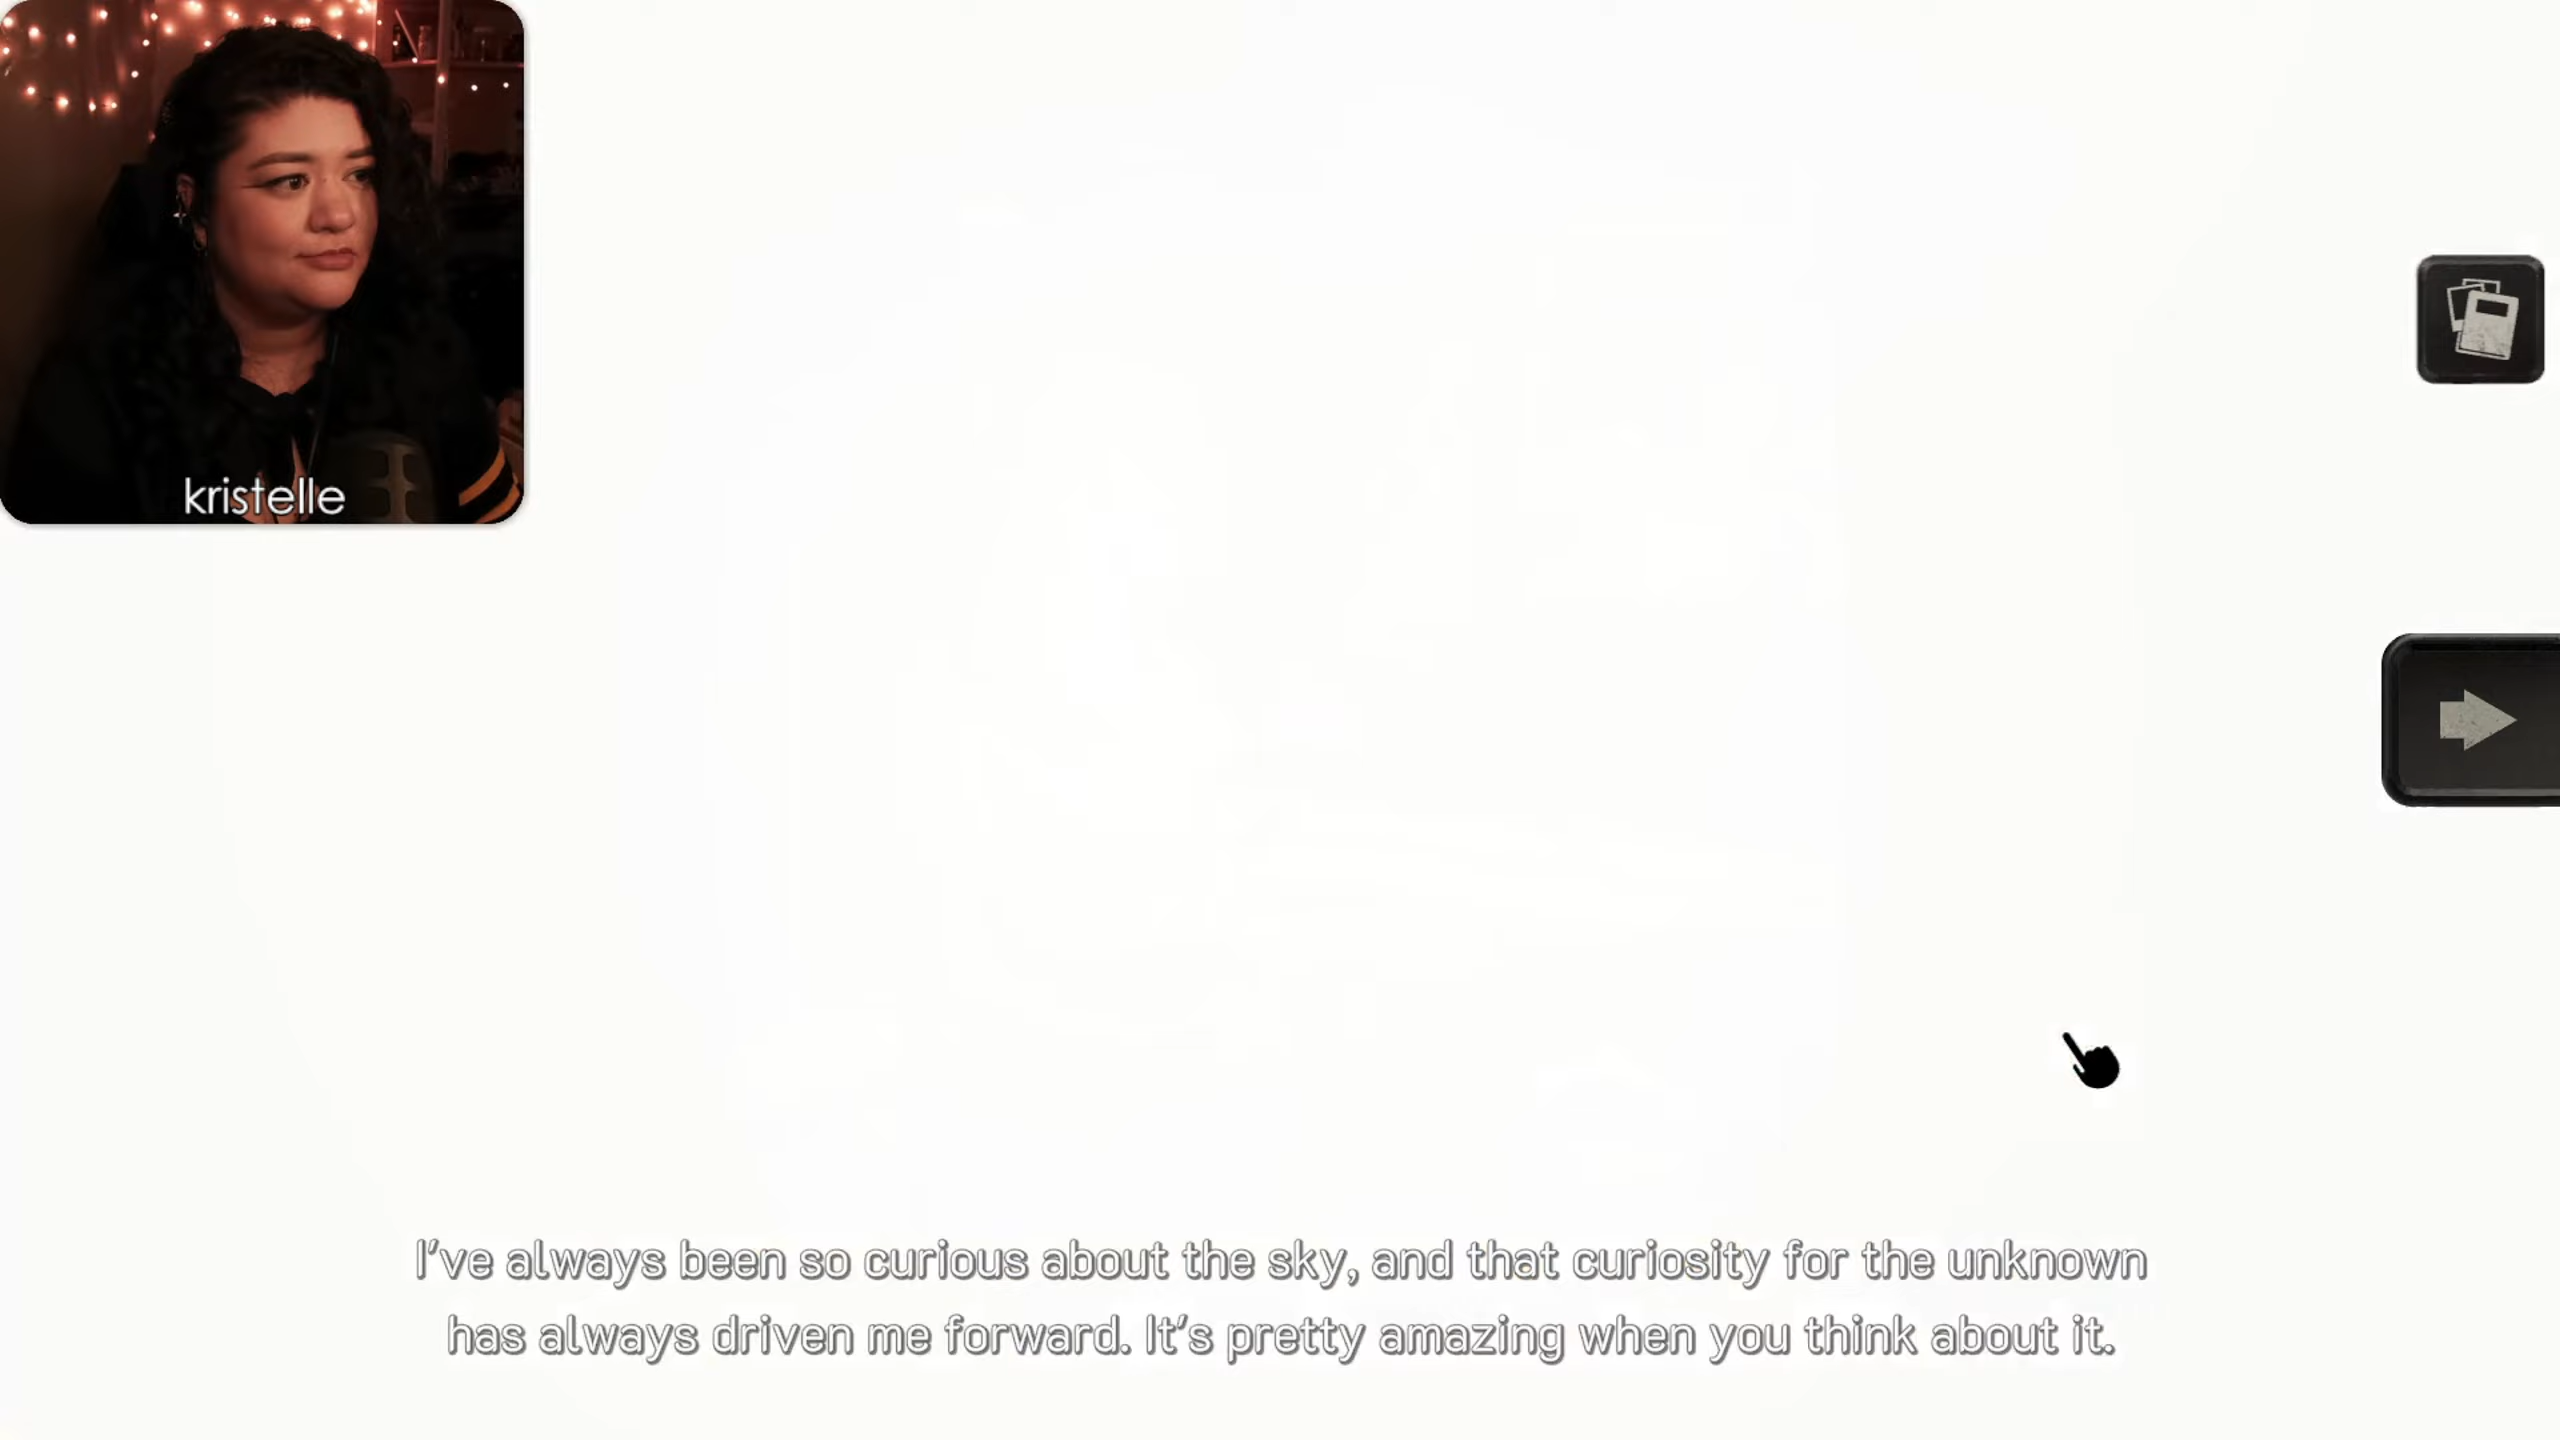 kristelle
I've always been so curious about the sky, and that curiosity for the unknown
has always driven me forward. It's pretty amazing when you think about it.